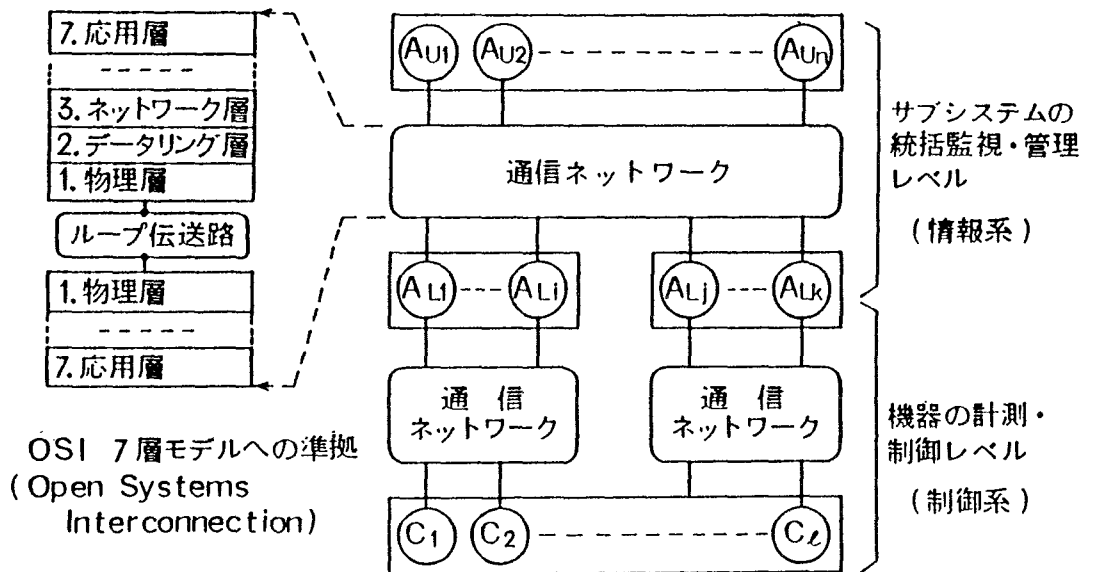 7. 応用層
3. ネットワーク層
2. データリング層
1. 物理層
ループ伝送路
1. 物理層
7. 応用層
OSI 7層モデルへの準拠
(Open Systems
Interconnection)
AU1 AU2 AUn
通信ネットワーク
AL1 ALi ALj ALk
通 信
ネットワーク
通 信
ネットワーク
C1 C2 Cℓ
サブシステムの
統括監視・管理
レベル
(情報系)
機器の計測・
制御レベル
(制御系)